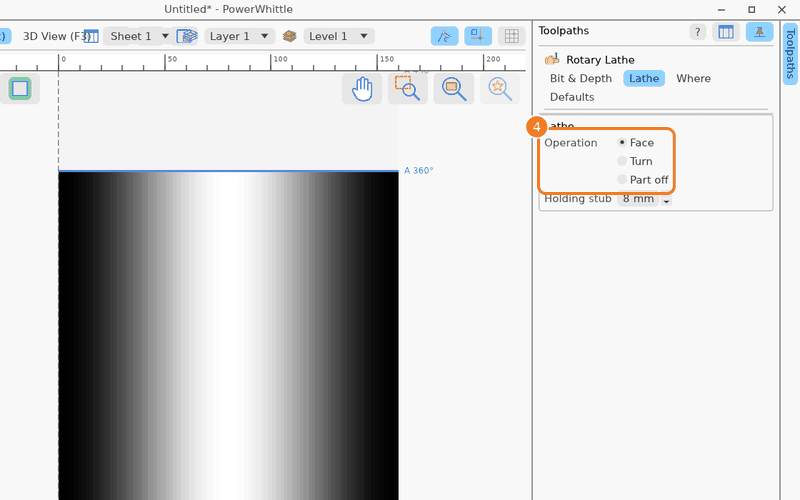 Untitled* - PowerWhittle
3D View (F3)
Sheet 1
Layer 1
Level 1
Toolpaths
?
Toolpaths
0
50
100
150
200
Rotary Lathe
Bit & Depth
Lathe
Where
Defaults
4
Operation
Face
Turn
Part off
Holding stub
8 mm
A 360°